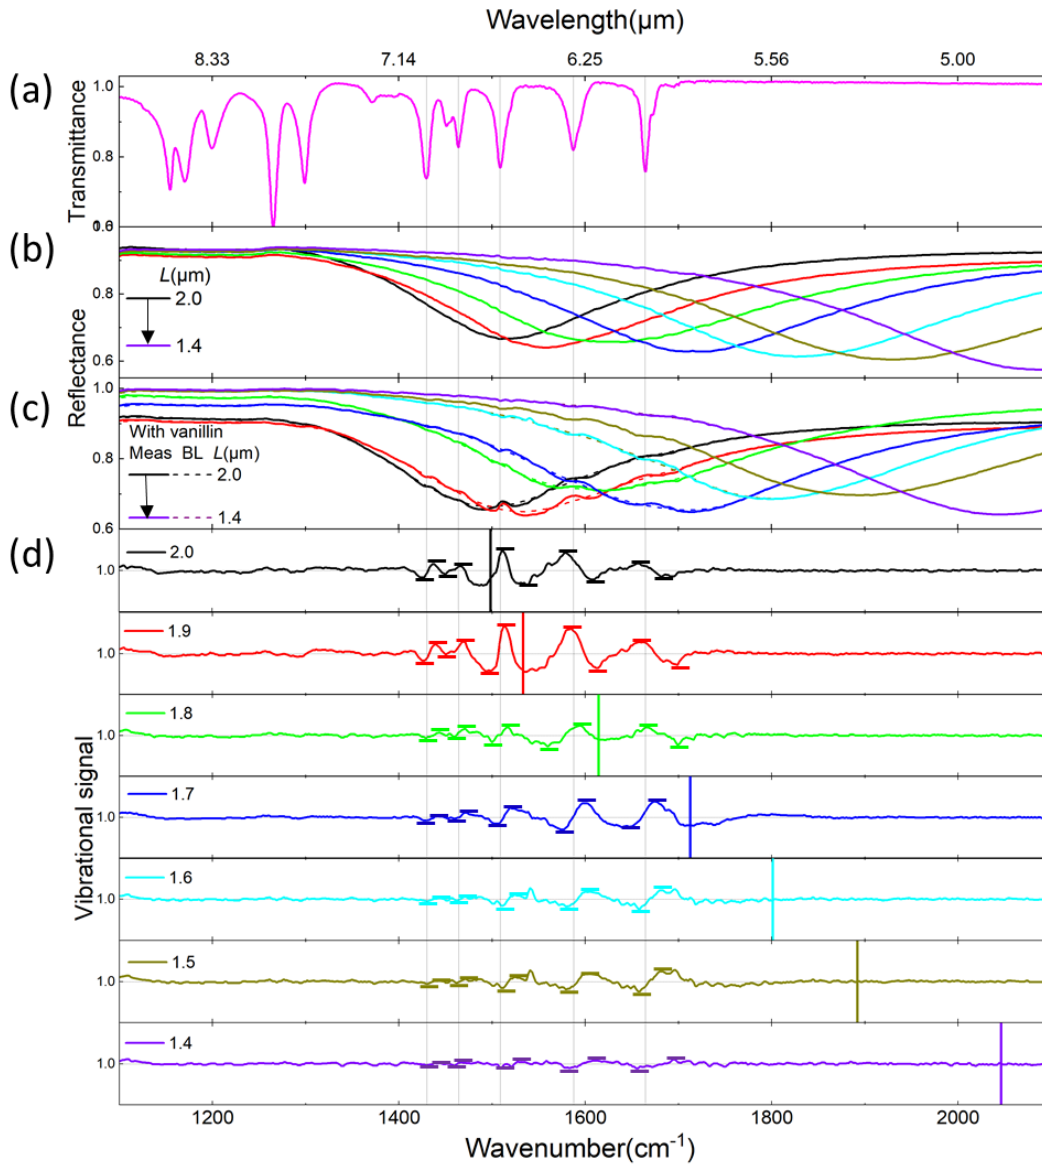 Wavelength(μm)
8.33 7.14 6.25 5.56 5.00
(a)
Transmittance
1.0
0.8
(b)
Reflectance
0.8
0.6
L(μm)
2.0
1.4
(c)
1.0
0.8
0.6
With vanillin
Meas BL L(μm)
2.0
1.4
(d)
Vibrational signal
1.0 2.0
1.0 1.9
1.0 1.8
1.0 1.7
1.0 1.6
1.0 1.5
1.0 1.4
1200 1400 1600 1800 2000
Wavenumber(cm⁻¹)